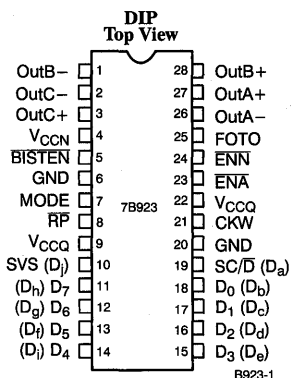 DIP
Top View
OutB− 1 28 OutB+
OutC− 2 27 OutA+
OutC+ 3 26 OutA−
VCCN 4 25 FOTO
BISTEN 5 24 ENN
GND 6 23 ENA
MODE 7 7B923 22 VCCQ
RP 8 21 CKW
VCCQ 9 20 GND
SVS (Dj) 10 19 SC/D (Da)
(Dh) D7 11 18 D0 (Db)
(Dg) D6 12 17 D1 (Dc)
(Df) D5 13 16 D2 (Dd)
(Di) D4 14 15 D3 (De)
B923-1